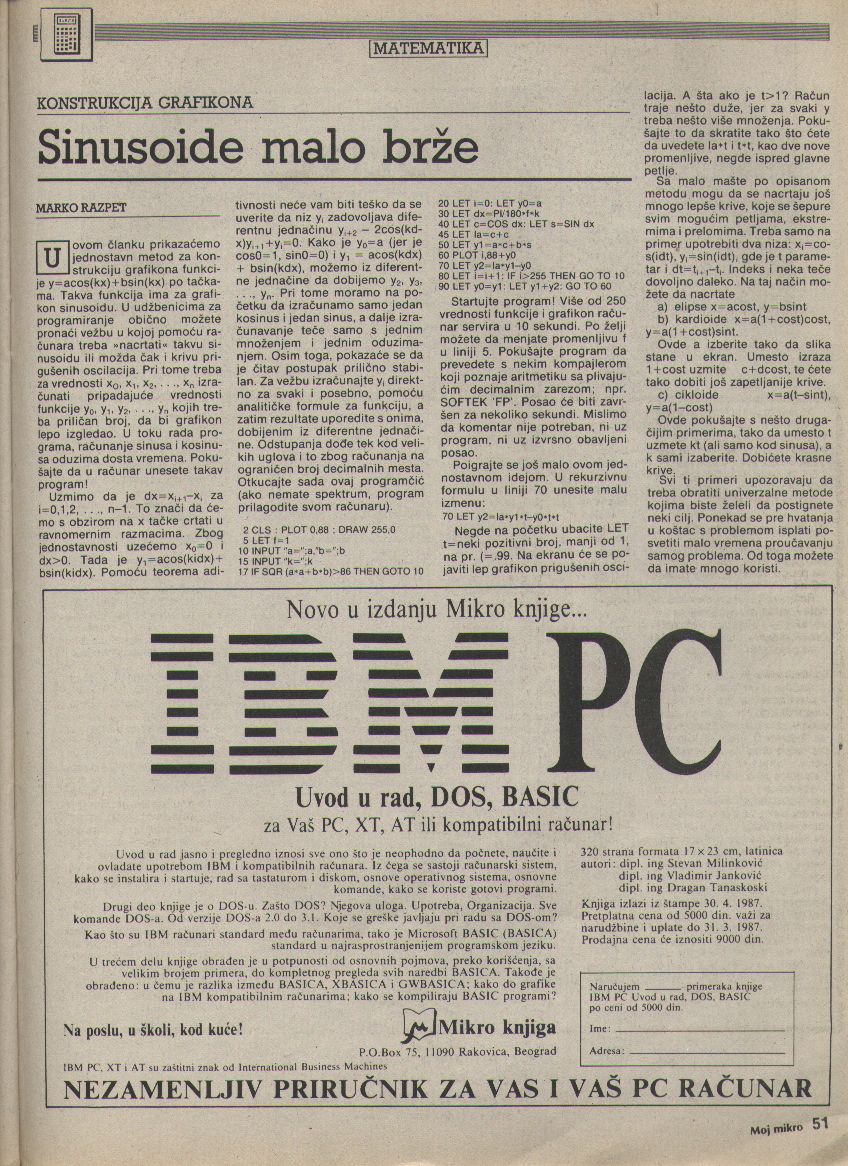 MATEMATIKA
KONSTRUKCIJA GRAFIKONA
Sinusoide malo brže
MARKO RAZPET
U ovom članku prikazaćemo
jednostavn metod za kon-
strukciju grafikona funkci-
je y=acos(kx)+bsin(kx) po tačka-
ma. Takva funkcija ima za grafi-
kon sinusoidu. U udžbenicima za
programiranje obično možete
pronaći vežbu u kojoj pomoću ra-
čunara treba »nacrtati« takvu si-
nusoidu ili možda čak i krivu pri-
gušenih oscilacija. Pri tome treba
za vrednosti x₀, x₁, x₂, . . ., xₙ izra-
čunati pripadajuće vrednosti
funkcije y₀, y₁, y₂, . . ., yₙ kojih tre-
ba priličan broj, da bi grafikon
lepo izgledao. U toku rada pro-
grama, računanje sinusa i kosinu-
sa oduzima dosta vremena. Poku-
šajte da u računar unesete takav
program!
Uzmimo da je dx=xᵢ₊₁-xᵢ za
i=0,1,2, . . ., n-1. To znači da će-
mo s obzirom na x tačke crtati u
ravnomernim razmacima. Zbog
jednostavnosti uzećemo x₀=0 i
dx>0. Tada je yᵢ=acos(kidx)+
bsin(kidx). Pomoću teorema adi-
tivnosti neće vam biti teško da se
uverite da niz yᵢ zadovoljava dife-
rentnu jednačinu yᵢ₊₂ – 2cos(kd-
x)yᵢ₊₁+yᵢ=0. Kako je y₀=a (jer je
cos0=1, sin0=0) i y₁ = acos(kdx)
+ bsin(kdx), možemo iz diferent-
ne jednačine da dobijemo y₂, y₃,
. . ., yₙ. Pri tome moramo na po-
četku da izračunamo samo jedan
kosinus i jedan sinus, a dalje izra-
čunavanje teče samo s jednim
množenjem i jednim oduzima-
njem. Osim toga, pokazaće se da
je čitav postupak prilično stabi-
lan. Za vežbu izračunajte yᵢ direkt-
no za svaki i posebno, pomoću
analitičke formule za funkciju, a
zatim rezultate uporedite s onima,
dobijenim iz diferentne jednači-
ne. Odstupanja dođe tek kod veli-
kih uglova i to zbog računanja na
ograničen broj decimalnih mesta.
Otkucajte sada ovaj programčić
(ako nemate spektrum, program
prilagodite svom računaru).
2 CLS : PLOT 0,88 : DRAW 255,0
5 LET f=1
10 INPUT "a=";a,"b=";b
15 INPUT "k=";k
17 IF SQR (a*a+b*b)>86 THEN GOTO 10
20 LET i=0: LET y0=a
30 LET dx=PI/180*f*k
40 LET c=COS dx: LET s=SIN dx
45 LET la=c+c
50 LET y1=a*c+b*s
60 PLOT i,88+y0
70 LET y2=la*y1-y0
80 LET i=i+1: IF i>255 THEN GO TO 10
90 LET y0=y1: LET y1+y2: GO TO 60
Startujte program! Više od 250
vrednosti funkcije i grafikon raču-
nar servira u 10 sekundi. Po želji
možete da menjate promenljivu f
u liniji 5. Pokušajte program da
prevedete s nekim kompajlerom
koji poznaje aritmetiku sa plivaju-
ćim decimalnim zarezom; npr.
SOFTEK 'FP'. Posao će biti zavr-
šen za nekoliko sekundi. Mislimo
da komentar nije potreban, ni uz
program, ni uz izvrsno obavljeni
posao.
Poigrajte se još malo ovom jed-
nostavnom idejom. U rekurzivnu
formulu u liniji 70 unesite malu
izmenu:
70 LET y2=la*y1*t-y0*t*t
Negde na početku ubacite LET
t=neki pozitivni broj, manji od 1,
na pr. (=.99. Na ekranu će se po-
javiti lep grafikon prigušenih osci-
lacija. A šta ako je t>1? Račun
traje nešto duže, jer za svaki y
treba nešto više množenja. Poku-
šajte to da skratite tako što ćete
da uvedete la*t i t*t, kao dve nove
promenljive, negde ispred glavne
petlje.
Sa malo mašte po opisanom
metodu mogu da se nacrtaju još
mnogo lepše krive, koje se šepure
svim mogućim petljama, ekstre-
mima i prelomima. Treba samo na
primer upotrebiti dva niza: xᵢ=co-
s(idt), yᵢ=sin(idt), gde je t parame-
tar i dt=tᵢ₊₁-tᵢ. Indeks i neka teče
dovoljno daleko. Na taj način mo-
žete da nacrtate
a) elipse x=acost, y=bsint
b) kardioide x=a(1+cost)cost,
y=a(1+cost)sint.
Ovde a izberite tako da slika
stane u ekran. Umesto izraza
1+cost uzmite c+dcost, te ćete
tako dobiti još zapetljanije krive.
c) cikloide x=a(t-sint),
y=a(1-cost)
Ovde pokušajte s nešto druga-
čijim primerima, tako da umesto t
uzmete kt (ali samo kod sinusa), a
k sami izaberite. Dobićete krasne
krive.
Svi ti primeri upozoravaju da
treba obratiti univerzalne metode
kojima biste želeli da postignete
neki cilj. Ponekad se pre hvatanja
u koštac s problemom isplati po-
svetiti malo vremena proučavanju
samog problema. Od toga možete
da imate mnogo koristi.
Novo u izdanju Mikro knjige...
IBM PC
Uvod u rad, DOS, BASIC
za Vaš PC, XT, AT ili kompatibilni računar!
Uvod u rad jasno i pregledno iznosi sve ono što je neophodno da počnete, naučite i
ovladate upotrebom IBM i kompatibilnih računara. Iz čega se sastoji računarski sistem,
kako se instalira i startuje, rad sa tastaturom i diskom, osnove operativnog sistema, osnovne
komande, kako se koriste gotovi programi.
Drugi deo knjige je o DOS-u. Zašto DOS? Njegova uloga. Upotreba, Organizacija. Sve
komande DOS-a. Od verzije DOS-a 2.0 do 3.1. Koje se greške javljaju pri radu sa DOS-om?
Kao što su IBM računari standard među računarima, tako je Microsoft BASIC (BASICA)
standard u najrasprostranjenijem programskom jeziku.
U trećem delu knjige obrađen je u potpunosti od osnovnih pojmova, preko korišćenja, sa
velikim brojem primera, do kompletnog pregleda svih naredbi BASICA. Takođe je
obrađeno: u čemu je razlika između BASICA, XBASICA i GWBASICA; kako do grafike
na IBM kompatibilnim računarima; kako se kompiliraju BASIC programi?
Na poslu, u školi, kod kuće!
Mikro knjiga
P.O.Box 75, 11090 Rakovica, Beograd
IBM PC, XT i AT su zaštitni znak od International Business Machines
320 strana formata 17 × 23 cm, latinica
autori: dipl. ing Stevan Milinković
dipl. ing Vladimir Janković
dipl. ing Dragan Tanaskoski
Knjiga izlazi iz štampe 30. 4. 1987.
Pretplatna cena od 5000 din. važi za
narudžbine i uplate do 31. 3. 1987.
Prodajna cena će iznositi 9000 din.
Naručujem ______ primeraka knjige
IBM PC Uvod u rad, DOS, BASIC
po ceni od 5000 din.
Ime:
Adresa:
NEZAMENLJIV PRIRUČNIK ZA VAS I VAŠ PC RAČUNAR
Moj mikro 51